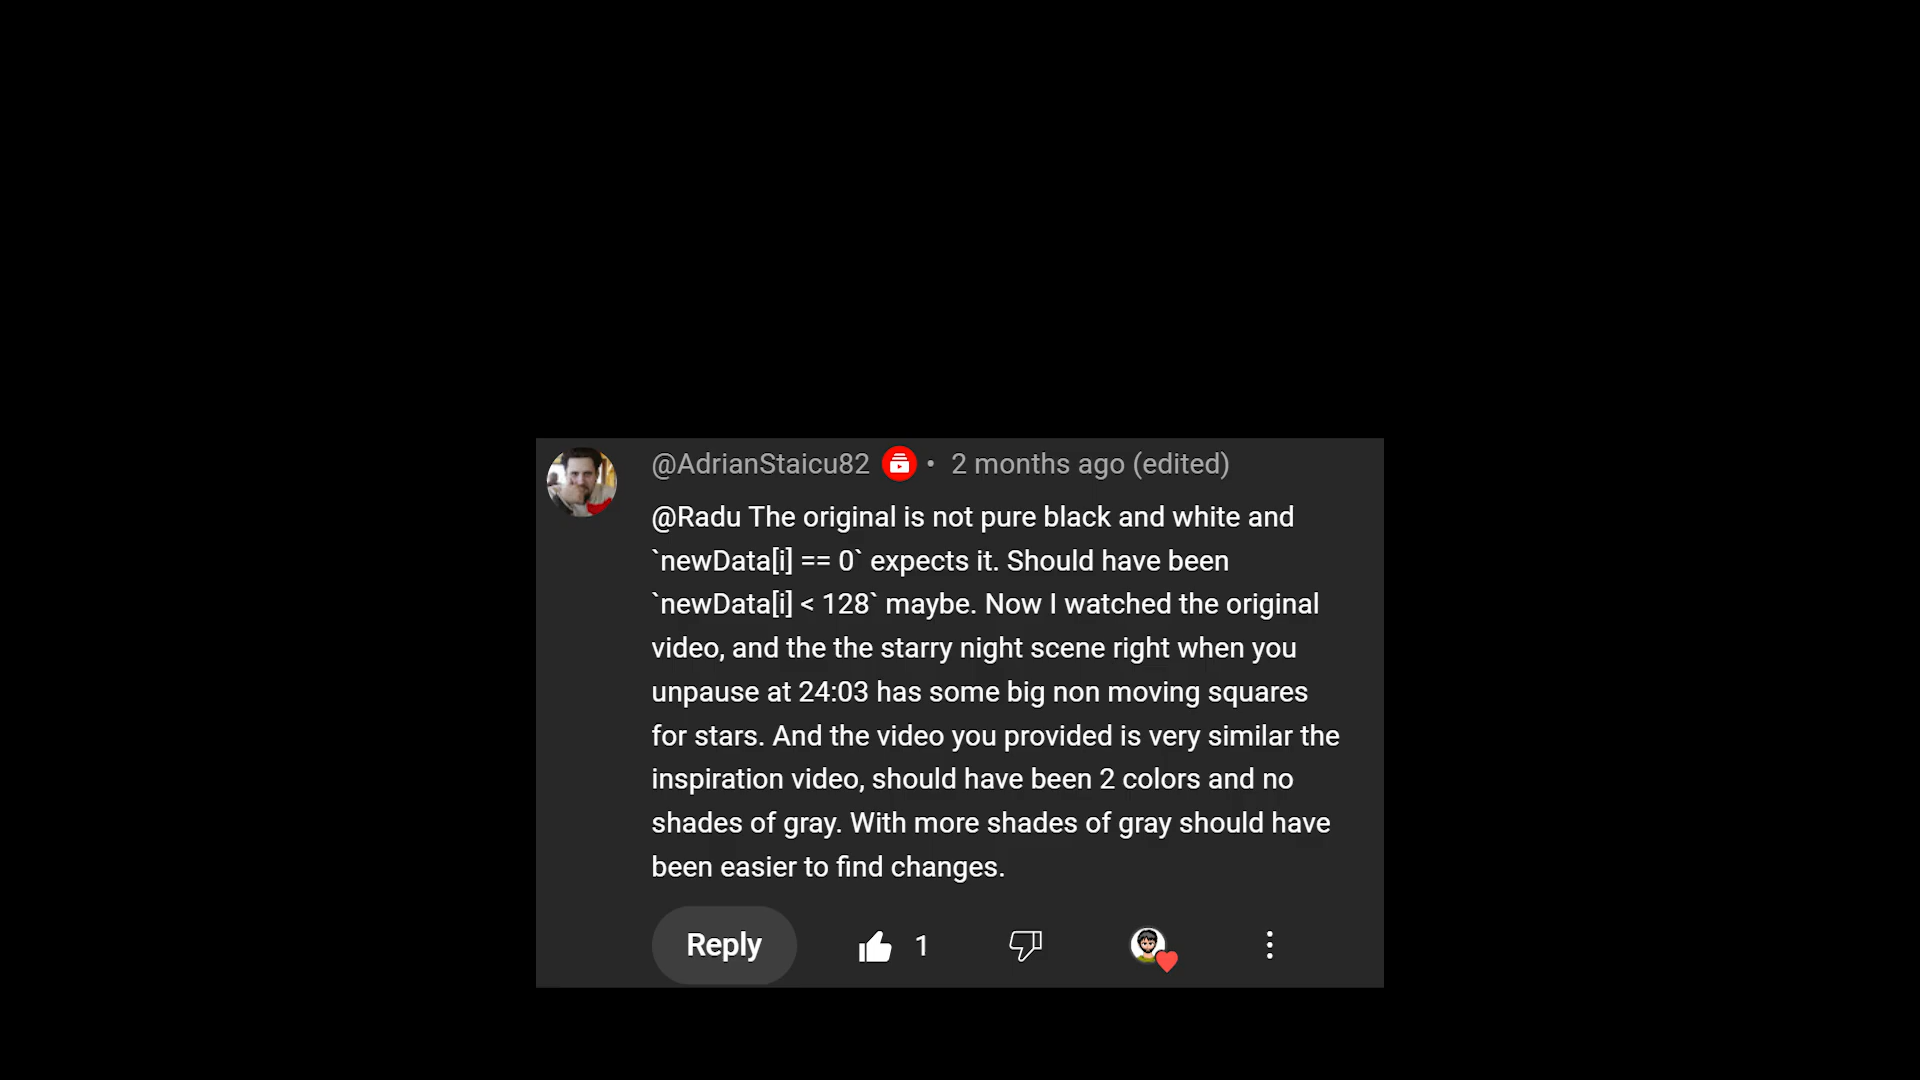 @AdrianStaicu82 • 2 months ago (edited)
@Radu The original is not pure black and white and
`newData[i] == 0` expects it. Should have been
`newData[i] < 128` maybe. Now I watched the original
video, and the the starry night scene right when you
unpause at 24:03 has some big non moving squares
for stars. And the video you provided is very similar the
inspiration video, should have been 2 colors and no
shades of gray. With more shades of gray should have
been easier to find changes.
Reply 1